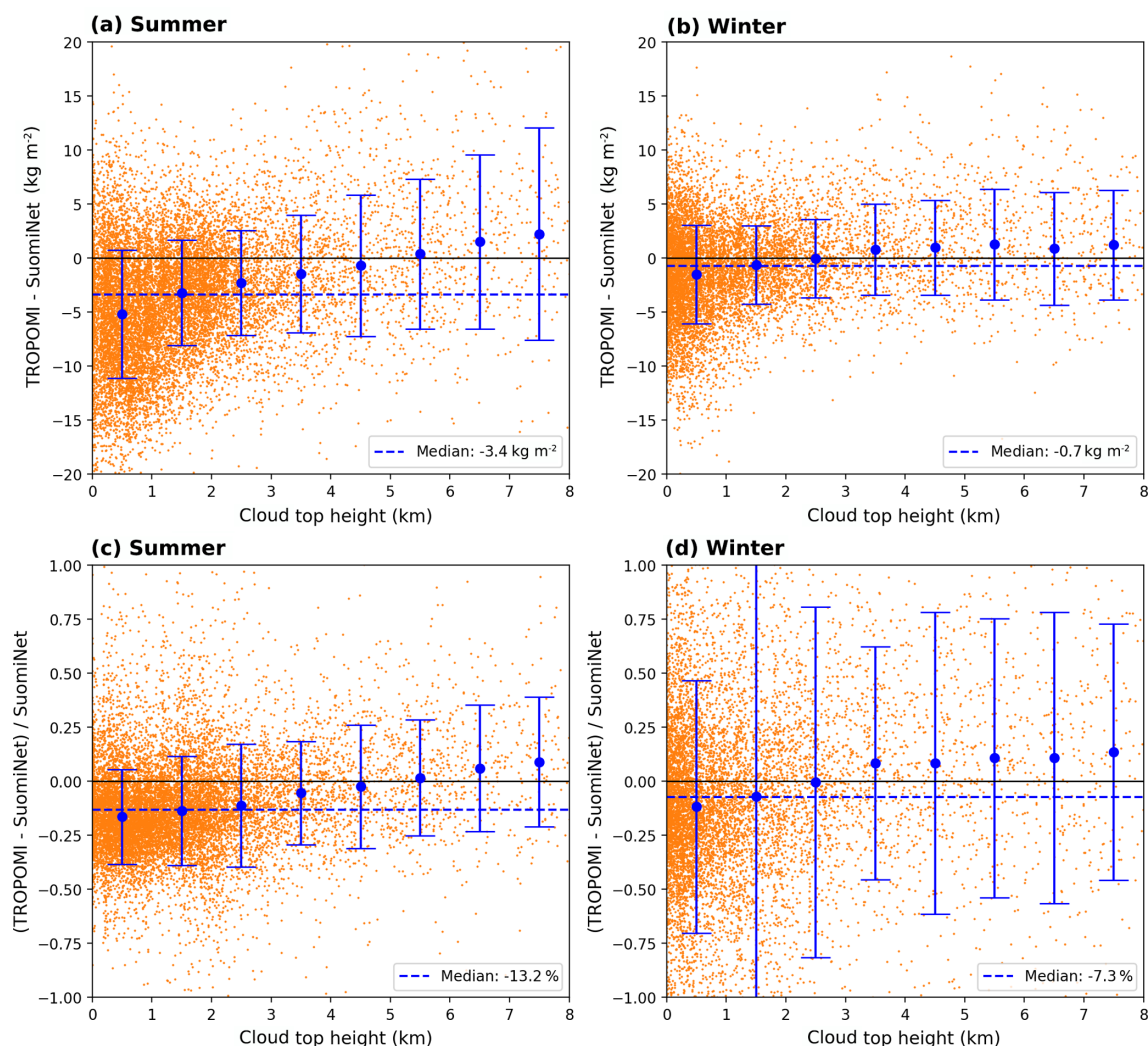 (a) Summer
20
15
10
5
0
−5
−10
−15
−20
TROPOMI - SuomiNet (kg m⁻²)
Median: -3.4 kg m⁻²
0 1 2 3 4 5 6 7 8
Cloud top height (km)
(b) Winter
20
15
10
5
0
−5
−10
−15
−20
TROPOMI - SuomiNet (kg m⁻²)
Median: -0.7 kg m⁻²
0 1 2 3 4 5 6 7 8
Cloud top height (km)
(c) Summer
1.00
0.75
0.50
0.25
0.00
−0.25
−0.50
−0.75
−1.00
(TROPOMI - SuomiNet) / SuomiNet
Median: -13.2 %
0 1 2 3 4 5 6 7 8
Cloud top height (km)
(d) Winter
1.00
0.75
0.50
0.25
0.00
−0.25
−0.50
−0.75
−1.00
(TROPOMI - SuomiNet) / SuomiNet
Median: -7.3 %
0 1 2 3 4 5 6 7 8
Cloud top height (km)